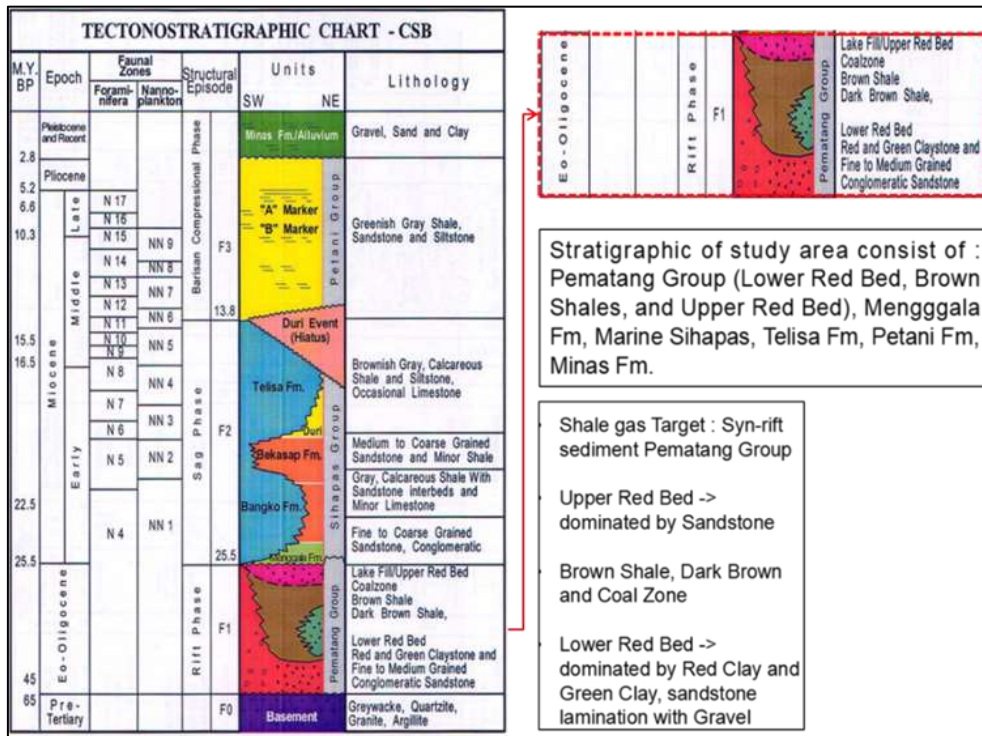 TECTONOSTRATIGRAPHIC CHART - CSB
M.Y.
BP
Epoch
Faunal
Zones
Forami-
nifera
Nanno-
plankton
Structural
Episode
Units
SW NE
Lithology
Pleistocene
and Recent
2.8
Pliocene
5.2
6.6
10.3
15.5
16.5
22.5
25.5
45
65
Miocene
Late
Middle
Early
Eo-Oligocene
Pre-
Tertiary
N 17
N 16
N 15
N 14
N 13
N 12
N 11
N 10
N 9
N 8
N 7
N 6
N 5
N 4
NN 9
NN 8
NN 7
NN 6
NN 5
NN 4
NN 3
NN 2
NN 1
Barisan Compressional Phase
F3
13.8
Sag Phase
F2
25.5
Rift Phase
F1
F0
Minas Fm./Alluvium
"A" Marker
"B" Marker
Petani Group
Duri Event
(Hiatus)
Telisa Fm.
Duri
Bekasap Fm.
Bangko Fm.
Menggala Fm.
Sihapas Group
Pematang Group
Basement
Gravel, Sand and Clay
Greenish Gray Shale,
Sandstone and Siltstone
Brownish Gray, Calcareous
Shale and Siltstone,
Occasional Limestone
Medium to Coarse Grained
Sandstone and Minor Shale
Gray, Calcareous Shale With
Sandstone interbeds and
Minor Limestone
Fine to Coarse Grained
Sandstone, Conglomeratic
Lake Fill/Upper Red Bed
Coalzone
Brown Shale
Dark Brown Shale,
Lower Red Bed
Red and Green Claystone and
Fine to Medium Grained
Conglomeratic Sandstone
Greywacke, Quartzite,
Granite, Argillite
Eo-Oligocene
Rift Phase
F1
Pematang Group
Lake Fill/Upper Red Bed
Coalzone
Brown Shale
Dark Brown Shale,
Lower Red Bed
Red and Green Claystone and
Fine to Medium Grained
Conglomeratic Sandstone
Stratigraphic of study area consist of :
Pematang Group (Lower Red Bed, Brown
Shales, and Upper Red Bed), Mengggala
Fm, Marine Sihapas, Telisa Fm, Petani Fm,
Minas Fm.
Shale gas Target : Syn-rift
sediment Pematang Group
Upper Red Bed ->
dominated by Sandstone
Brown Shale, Dark Brown
and Coal Zone
Lower Red Bed ->
dominated by Red Clay and
Green Clay, sandstone
lamination with Gravel